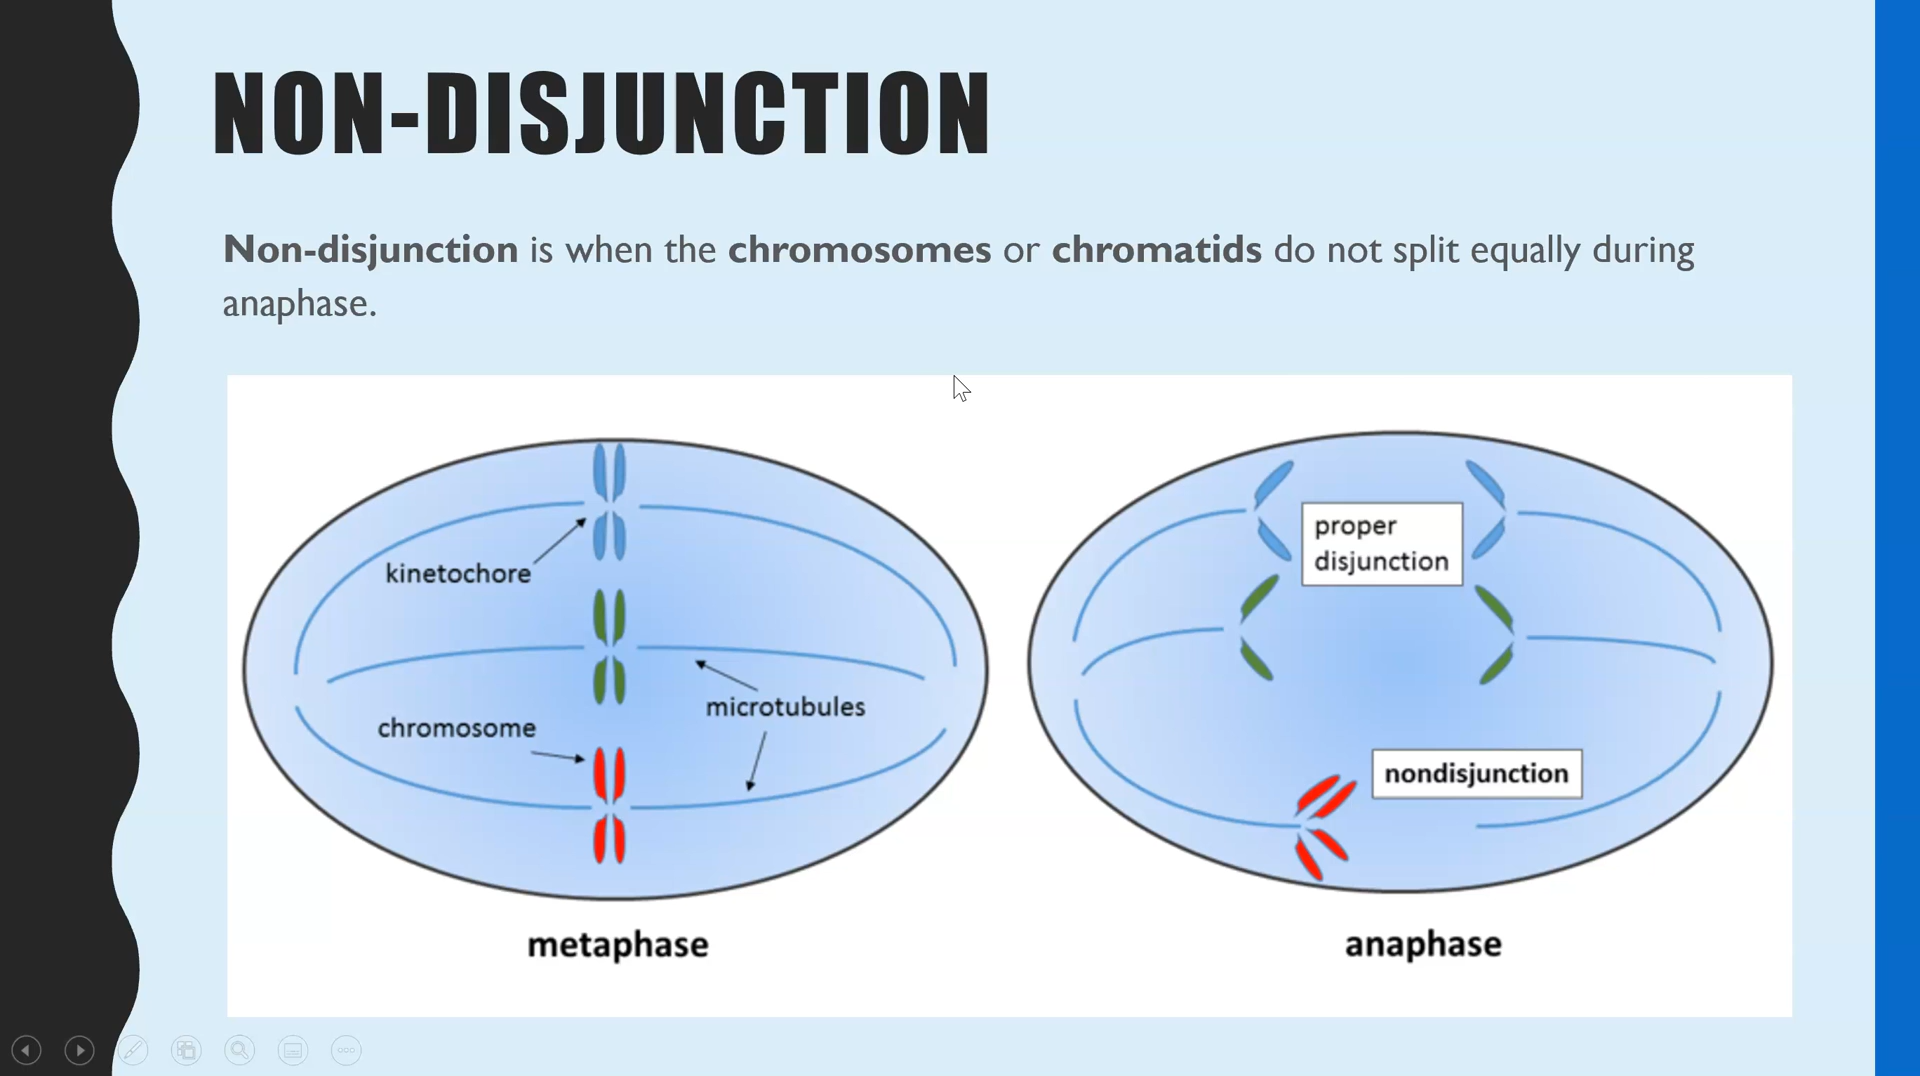 NON-DISJUNCTION
Non-disjunction is when the chromosomes or chromatids do not split equally during
anaphase.
kinetochore
chromosome
microtubules
metaphase
proper
disjunction
nondisjunction
anaphase